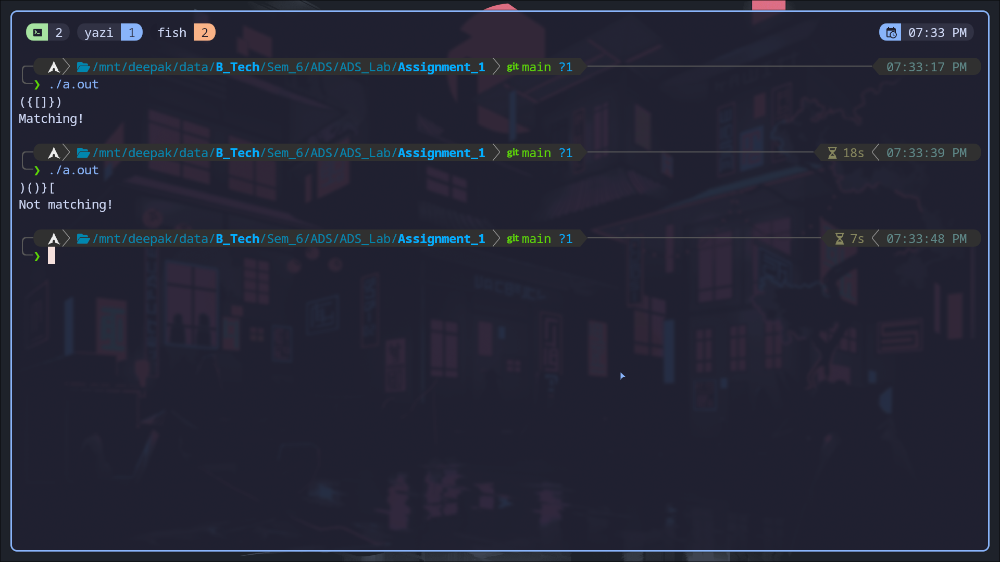 2 yazi 1 fish 2 07:33 PM
/mnt/deepak/data/B_Tech/Sem_6/ADS/ADS_Lab/Assignment_1 git main ?1 07:33:17 PM
❯ ./a.out
({[]})
Matching!
/mnt/deepak/data/B_Tech/Sem_6/ADS/ADS_Lab/Assignment_1 git main ?1 18s 07:33:39 PM
❯ ./a.out
)()}[
Not matching!
/mnt/deepak/data/B_Tech/Sem_6/ADS/ADS_Lab/Assignment_1 git main ?1 7s 07:33:48 PM
❯